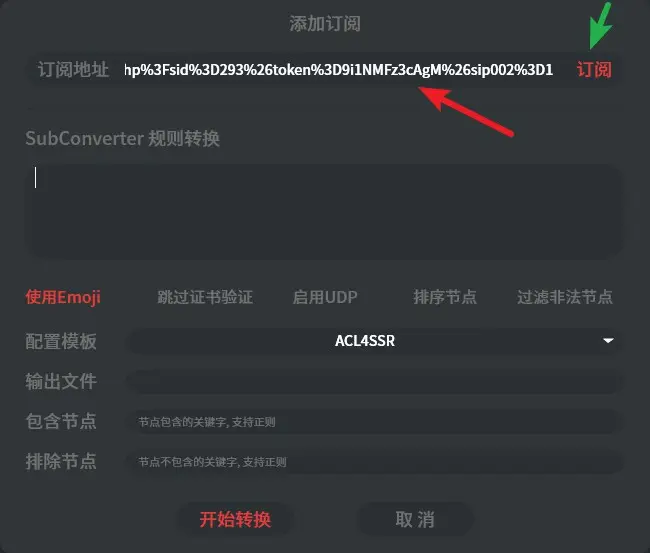 添加订阅
订阅地址 hp%3Fsid%3D293%26token%3D9i1NMFz3cAgM%26sip002%3D1 订阅
SubConverter 规则转换
使用Emoji 跳过证书验证 启用UDP 排序节点 过滤非法节点
配置模板 ACL4SSR
输出文件
包含节点 节点包含的关键字, 支持正则
排除节点 节点不包含的关键字, 支持正则
开始转换 取 消